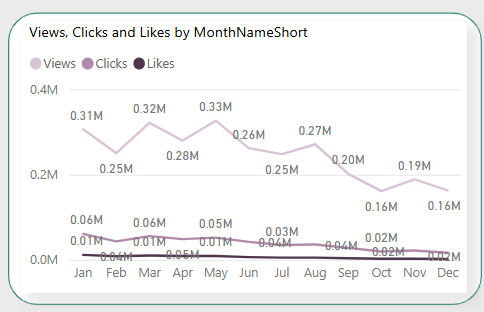 Views, Clicks and Likes by MonthNameShort
Views Clicks Likes
0.4M
0.33M
0.32M
0.31M
0.26M 0.27M
0.25M 0.28M 0.25M 0.20M
0.2M
0.19M
0.16M 0.16M
0.06M 0.06M 0.05M 0.03M
0.01M 0.01M 0.01M 0.04M 0.04M 0.02M
0.04M 0.05M 0.02M 0.02M
0.0M
Jan Feb Mar Apr May Jun Jul Aug Sep Oct Nov Dec